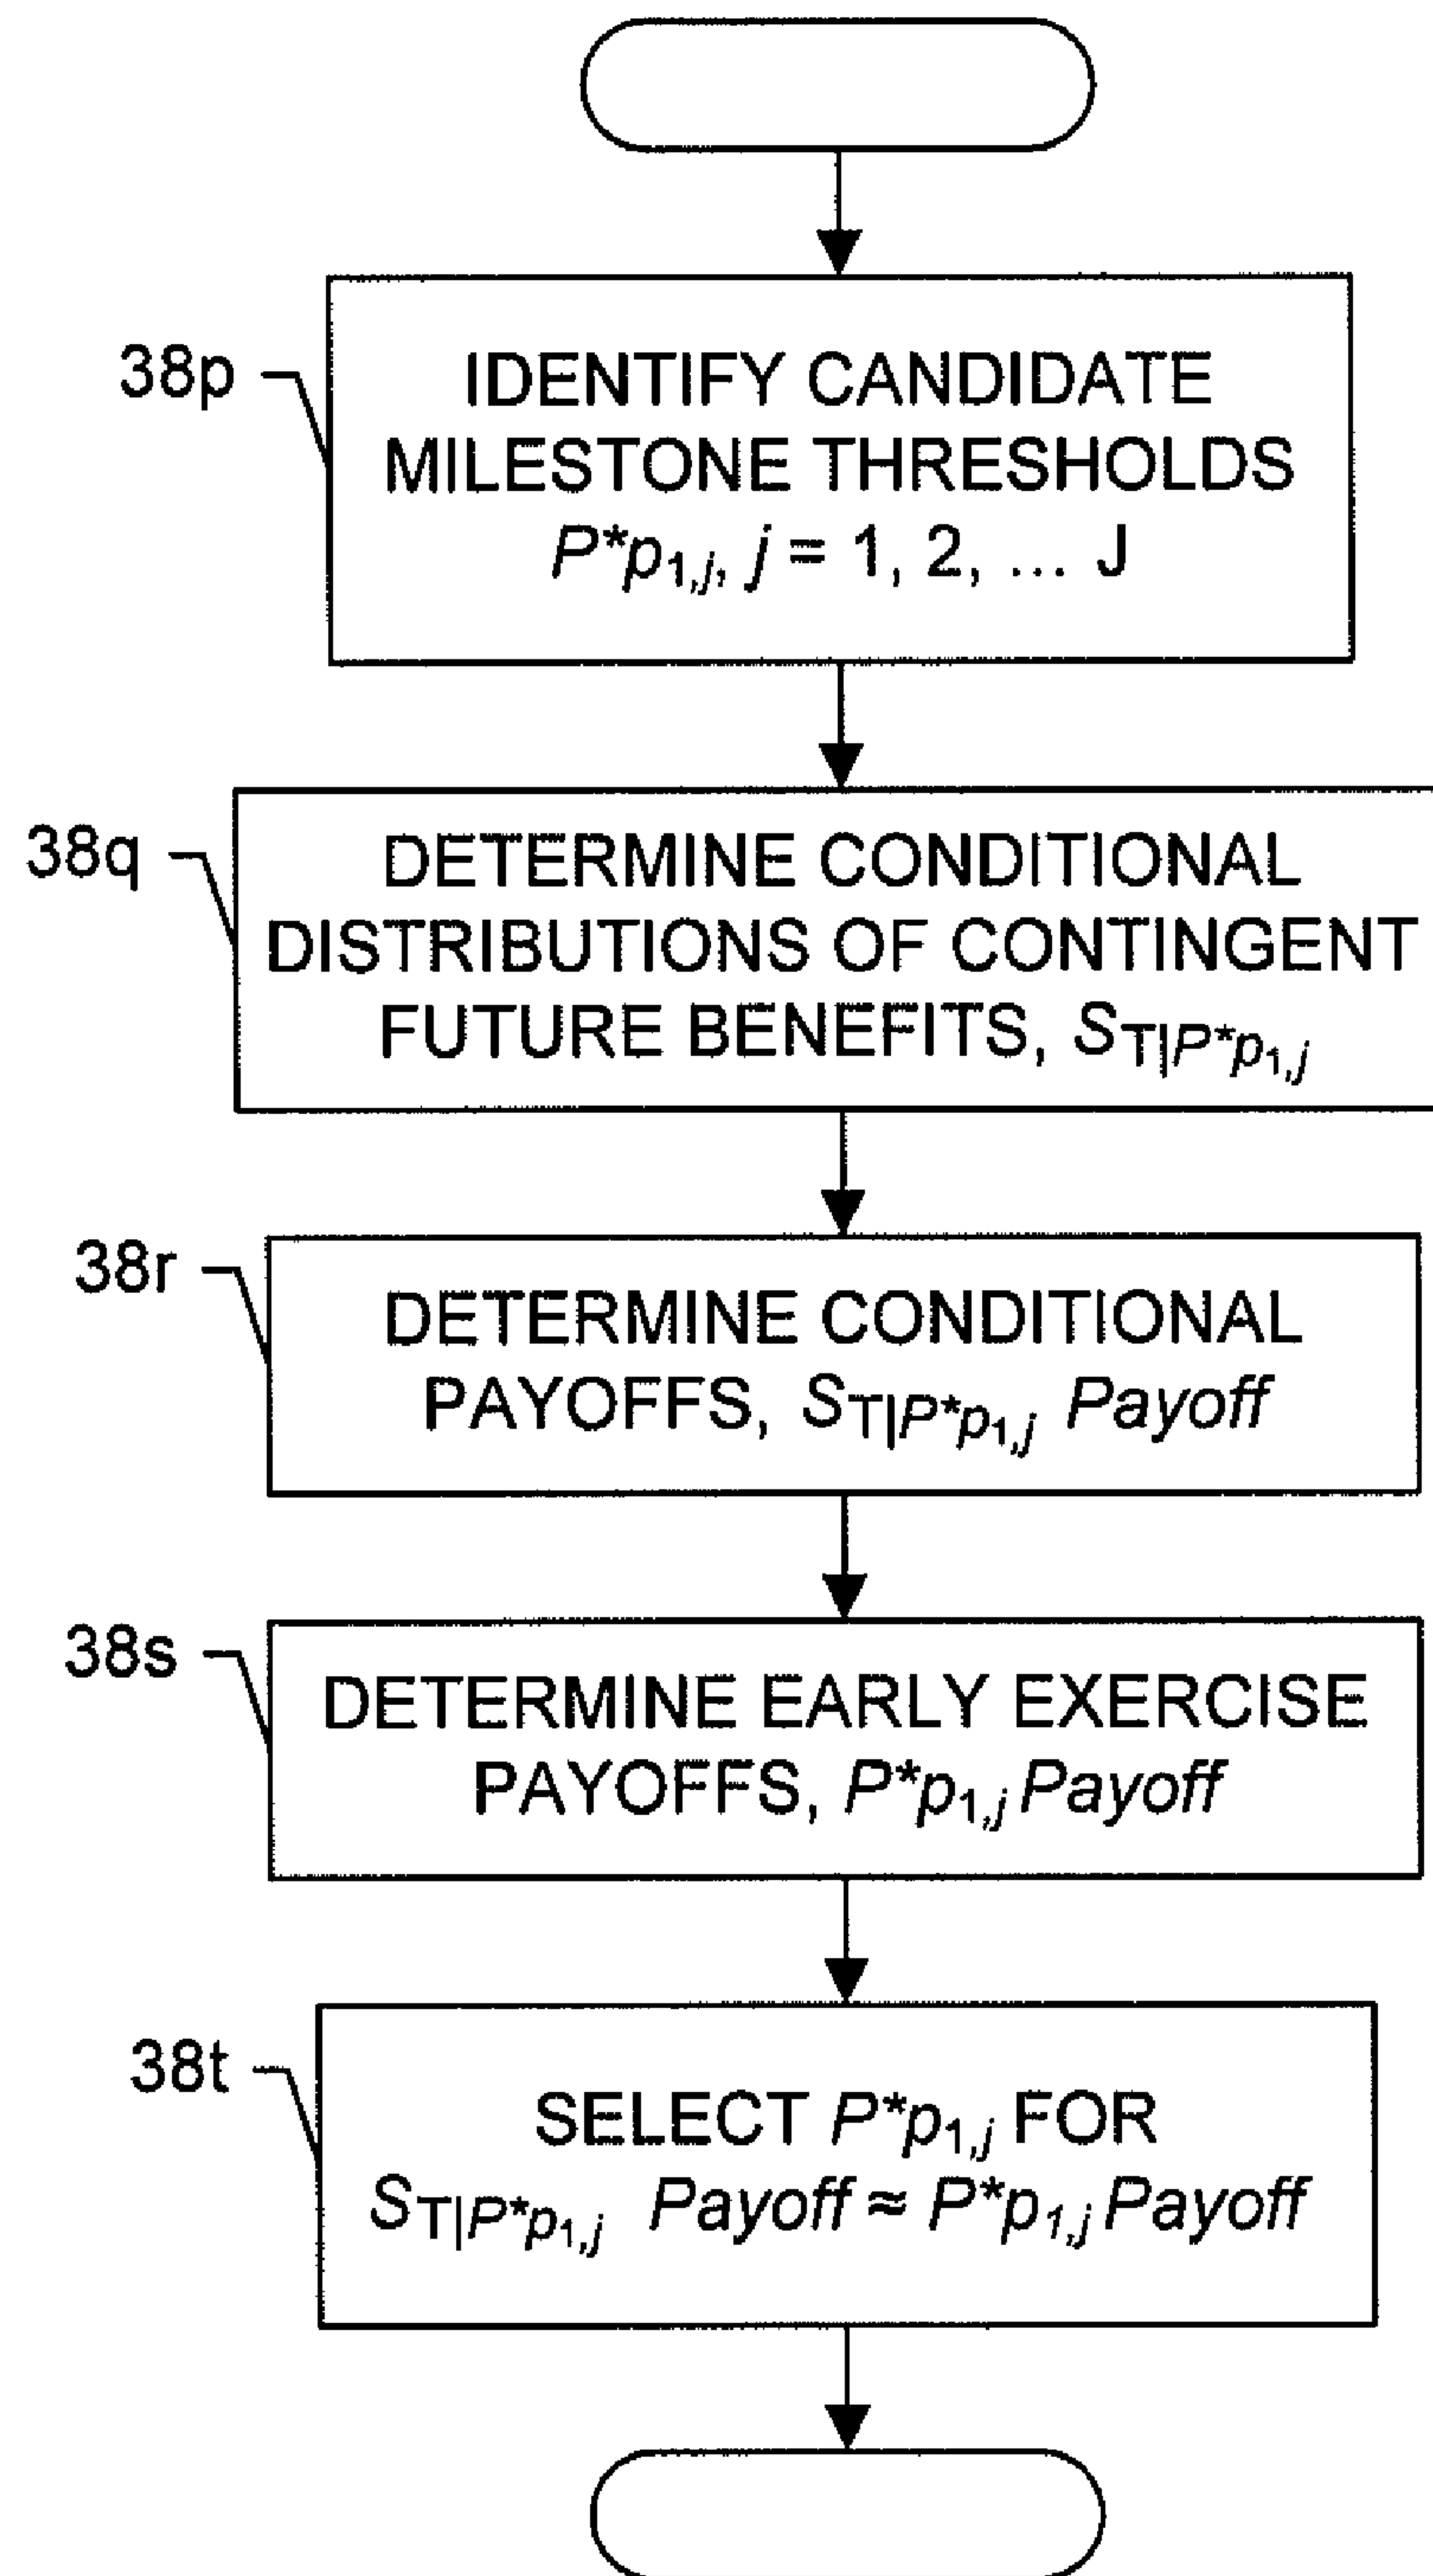 38p
IDENTIFY CANDIDATE
MILESTONE THRESHOLDS
P*p1,j, j = 1, 2, ... J
38q
DETERMINE CONDITIONAL
DISTRIBUTIONS OF CONTINGENT
FUTURE BENEFITS, ST|P*p1,j
38r
DETERMINE CONDITIONAL
PAYOFFS, ST|P*p1,j Payoff
38s
DETERMINE EARLY EXERCISE
PAYOFFS, P*p1,j Payoff
38t
SELECT P*p1,j FOR
ST|P*p1,j Payoff ≈ P*p1,j Payoff